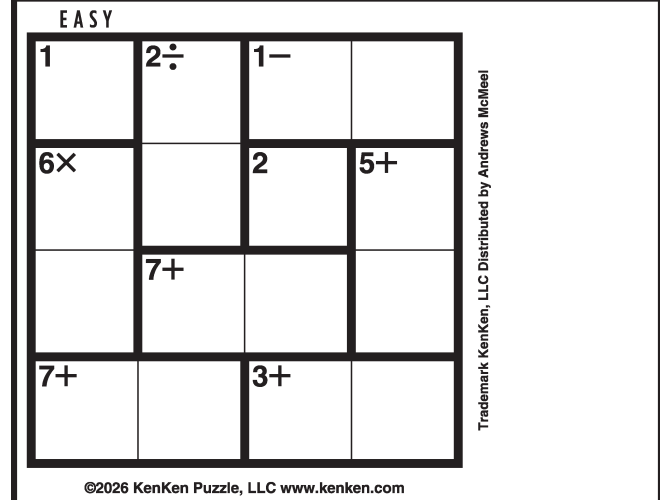 EASY
1 2÷ 1−
6× 2 5+
7+
7+ 3+
Trademark KenKen, LLC Distributed by Andrews McMeel
©2026 KenKen Puzzle, LLC www.kenken.com